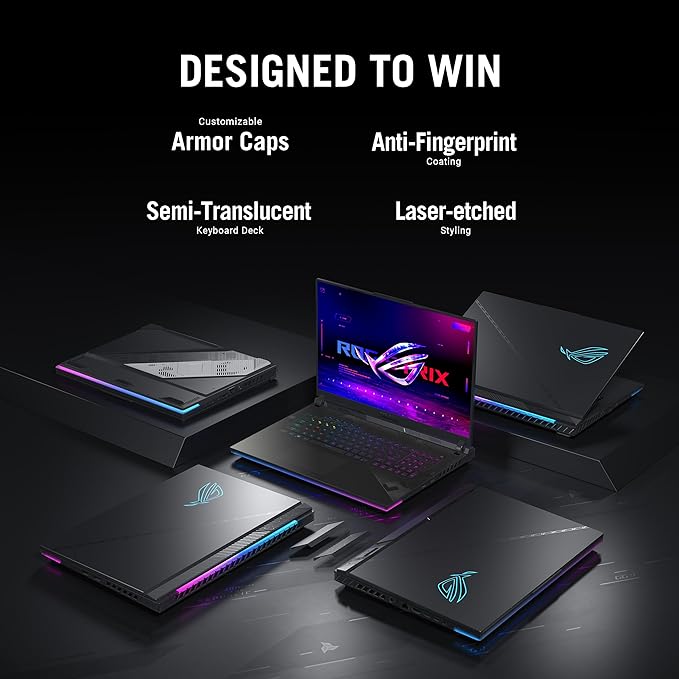 DESIGNED TO WIN
Customizable
Armor Caps
Anti-Fingerprint
Coating
Semi-Translucent
Keyboard Deck
Laser-etched
Styling